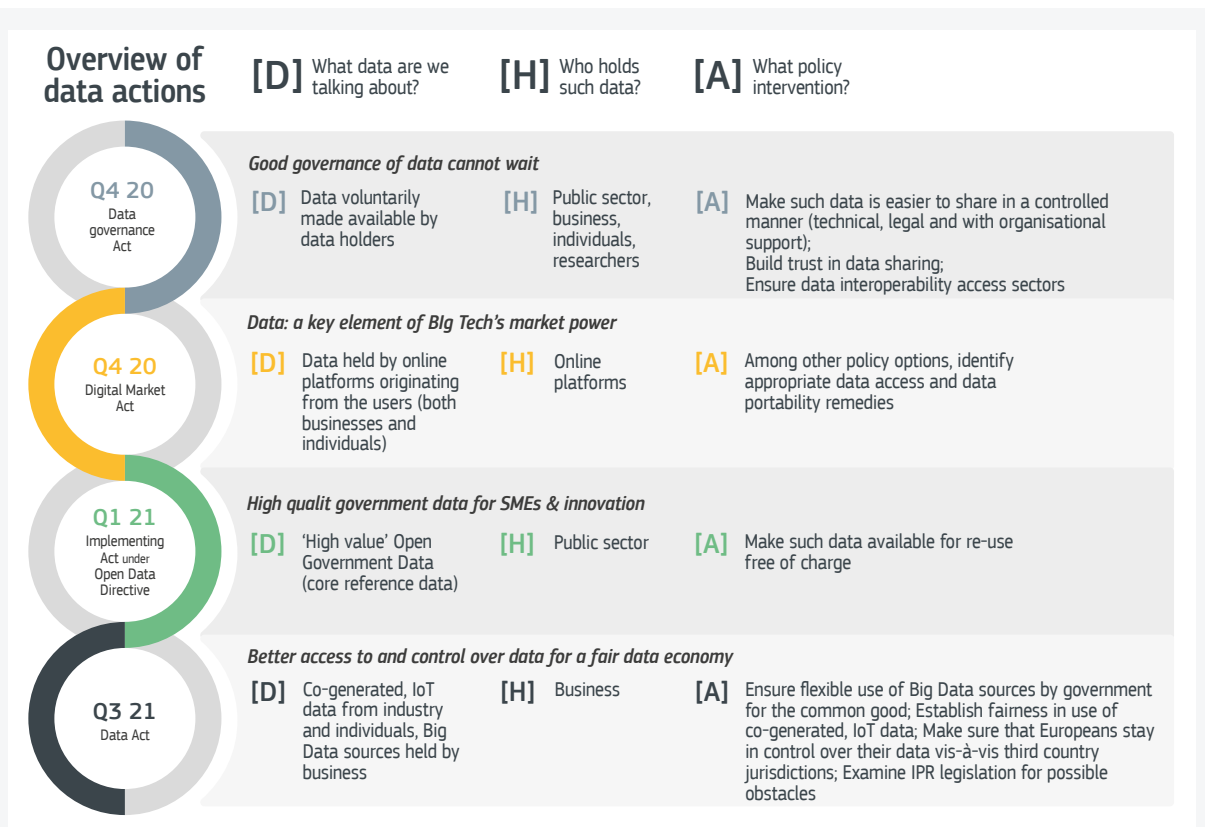 Overview of
data actions
[D] What data are we
talking about?
[H] Who holds
such data?
[A] What policy
intervention?
Q4 20
Data
governance
Act
Good governance of data cannot wait
[D] Data voluntarily
made available by
data holders
[H] Public sector,
business,
individuals,
researchers
[A] Make such data is easier to share in a controlled
manner (technical, legal and with organisational
support);
Build trust in data sharing;
Ensure data interoperability access sectors
Q4 20
Digital Market
Act
Data: a key element of BIg Tech's market power
[D] Data held by online
platforms originating
from the users (both
businesses and
individuals)
[H] Online
platforms
[A] Among other policy options, identify
appropriate data access and data
portability remedies
Q1 21
Implementing
Act under
Open Data
Directive
High qualit government data for SMEs & innovation
[D] ‘High value’ Open
Government Data
(core reference data)
[H] Public sector
[A] Make such data available for re-use
free of charge
Q3 21
Data Act
Better access to and control over data for a fair data economy
[D] Co-generated, IoT
data from industry
and individuals, Big
Data sources held by
business
[H] Business
[A] Ensure flexible use of Big Data sources by government
for the common good; Establish fairness in use of
co-generated, IoT data; Make sure that Europeans stay
in control over their data vis-à-vis third country
jurisdictions; Examine IPR legislation for possible
obstacles